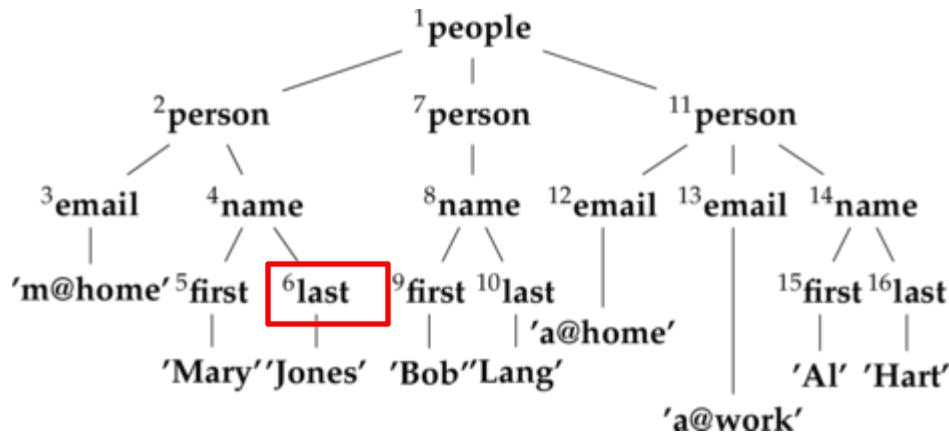 1people
2person 7person 11person
3email 4name 8name 12email 13email 14name
'm@home' 5first 6last 9first 10last 15first 16last
'a@home'
'Mary' 'Jones' 'Bob' 'Lang' 'Al' 'Hart'
'a@work'